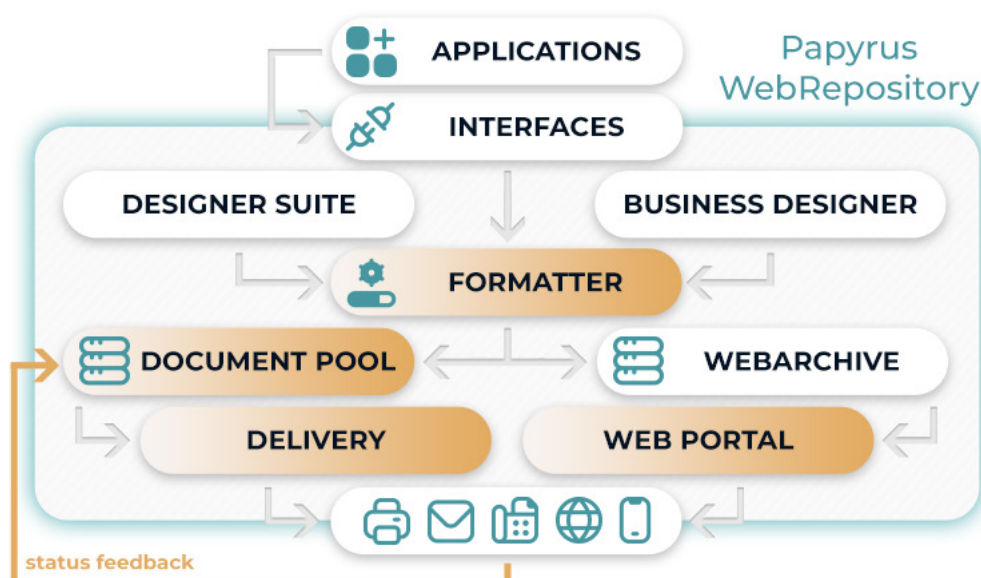 APPLICATIONS
Papyrus
WebRepository
INTERFACES
DESIGNER SUITE
BUSINESS DESIGNER
FORMATTER
DOCUMENT POOL
WEBARCHIVE
DELIVERY
WEB PORTAL
status feedback